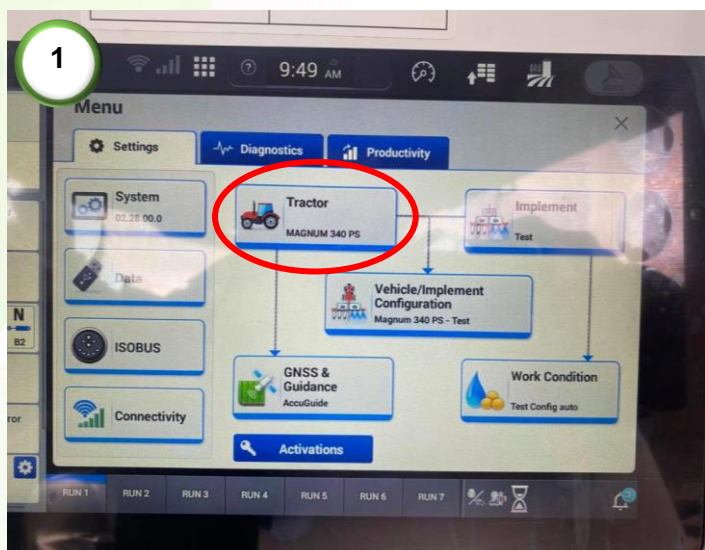 1
9:49 AM
Menu
Settings
Diagnostics
Productivity
System
02.28.00.0
Tractor
MAGNUM 340 PS
Implement
Test
Data
Vehicle/Implement
Configuration
Magnum 340 PS - Test
N
B2
ISOBUS
GNSS &
Guidance
AccuGuide
Work Condition
Test Config auto
ror
Connectivity
Activations
RUN 1 RUN 2 RUN 3 RUN 4 RUN 5 RUN 6 RUN 7